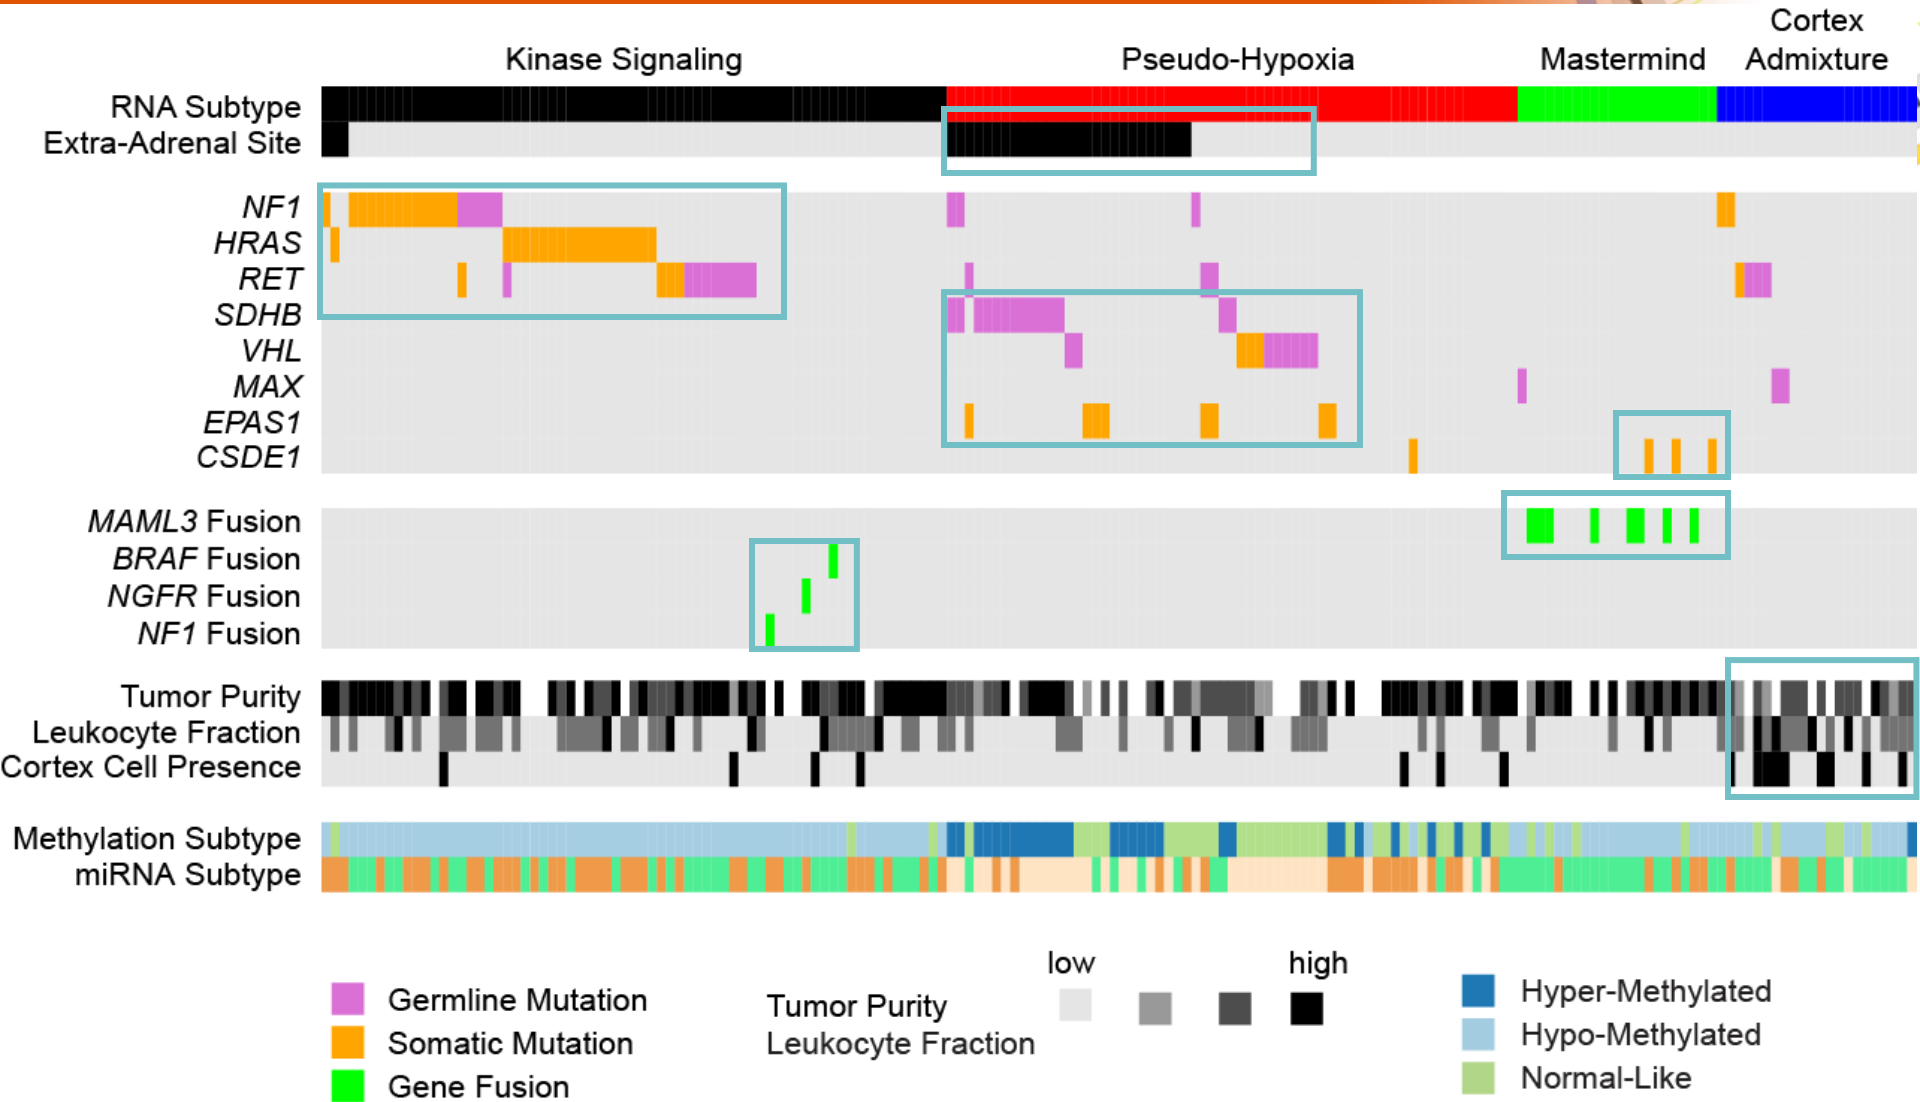 Kinase Signaling
Pseudo-Hypoxia
Mastermind
Cortex
Admixture
RNA Subtype
Extra-Adrenal Site
NF1
HRAS
RET
SDHB
VHL
MAX
EPAS1
CSDE1
MAML3 Fusion
BRAF Fusion
NGFR Fusion
NF1 Fusion
Tumor Purity
Leukocyte Fraction
Cortex Cell Presence
Methylation Subtype
miRNA Subtype
Germline Mutation
Somatic Mutation
Gene Fusion
low high
Tumor Purity
Leukocyte Fraction
Hyper-Methylated
Hypo-Methylated
Normal-Like